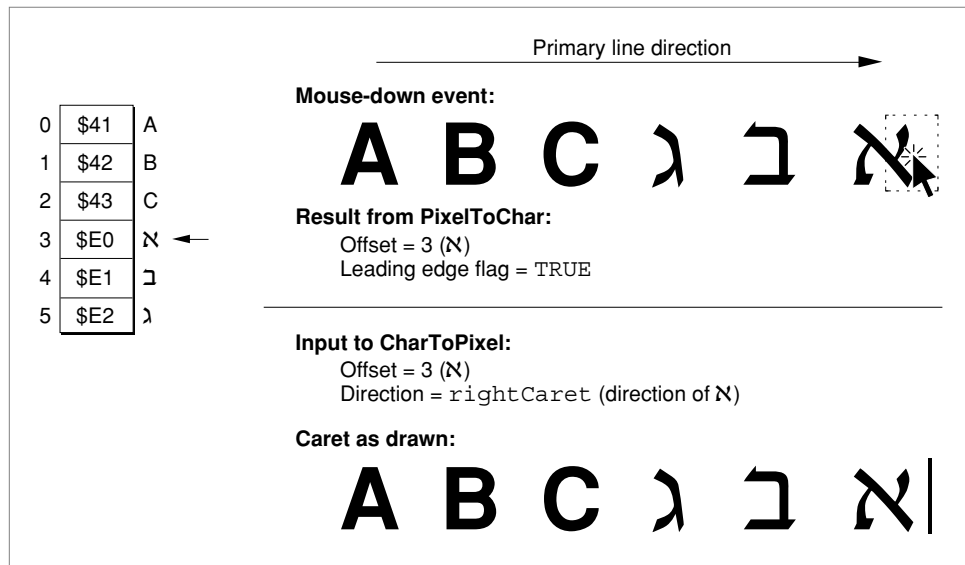 Primary line direction
Mouse-down event:
0 $41 A
1 $42 B
2 $43 C
3 $E0 א
4 $E1 ב
5 $E2 ג
A B C ג ב א
Result from PixelToChar:
Offset = 3 (א)
Leading edge flag = TRUE
Input to CharToPixel:
Offset = 3 (א)
Direction = rightCaret (direction of א)
Caret as drawn:
A B C ג ב א